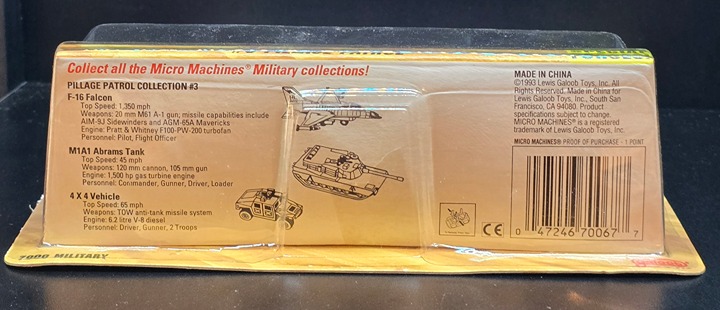 Collect all the Micro Machines® Military collections!
PILLAGE PATROL COLLECTION #3
F-16 Falcon
Top Speed: 1,350 mph
Weapons: 20 mm M61 A-1 gun; missile capabilities include
AIM-9J Sidewinders and AGM-65A Mavericks
Engine: Pratt & Whitney F100-PW-200 turbofan
Personnel: Pilot, Flight Officer
M1A1 Abrams Tank
Top Speed: 45 mph
Weapons: 120 mm cannon, 105 mm gun
Engine: 1,500 hp gas turbine engine
Personnel: Commander, Gunner, Driver, Loader
4 X 4 Vehicle
Top Speed: 65 mph
Weapons: TOW anti-tank missile system
Engine: 6.2 litre V-8 diesel
Personnel: Driver, Gunner, 2 Troops
7000 MILITARY
MADE IN CHINA
©1993 Lewis Galoob Toys, Inc. All
Rights Reserved. Made in China for
Lewis Galoob Toys, Inc., South San
Francisco, CA 94080. Product
specifications subject to change.
MICRO MACHINES® is a registered
trademark of Lewis Galoob Toys, Inc.
MICRO MACHINES® PROOF OF PURCHASE - 1 POINT
CE
0 47246 70067 7